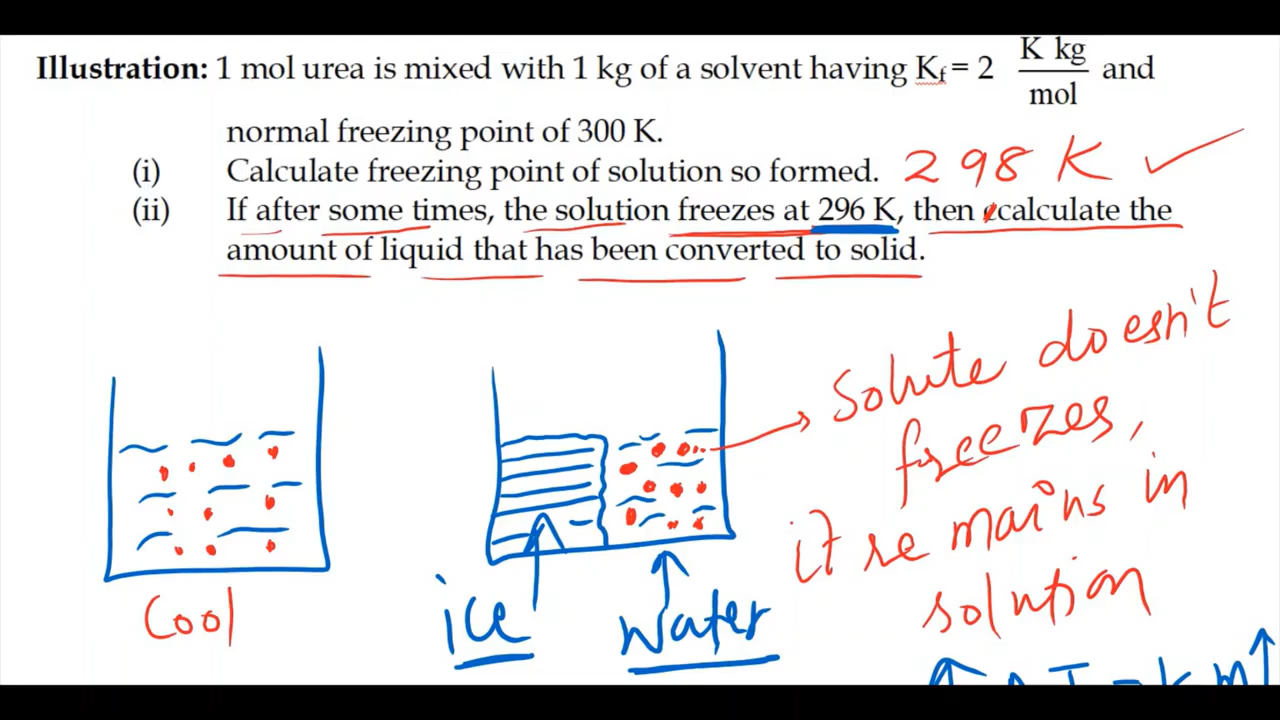 Illustration: 1 mol urea is mixed with 1 kg of a solvent having Kf = 2 K kg/mol and
normal freezing point of 300 K.
(i) Calculate freezing point of solution so formed. 298 K ✓
(ii) If after some times, the solution freezes at 296 K, then calculate the
amount of liquid that has been converted to solid.
Solute doesn't
freezes,
it remains in
solution
Cool
ice
water